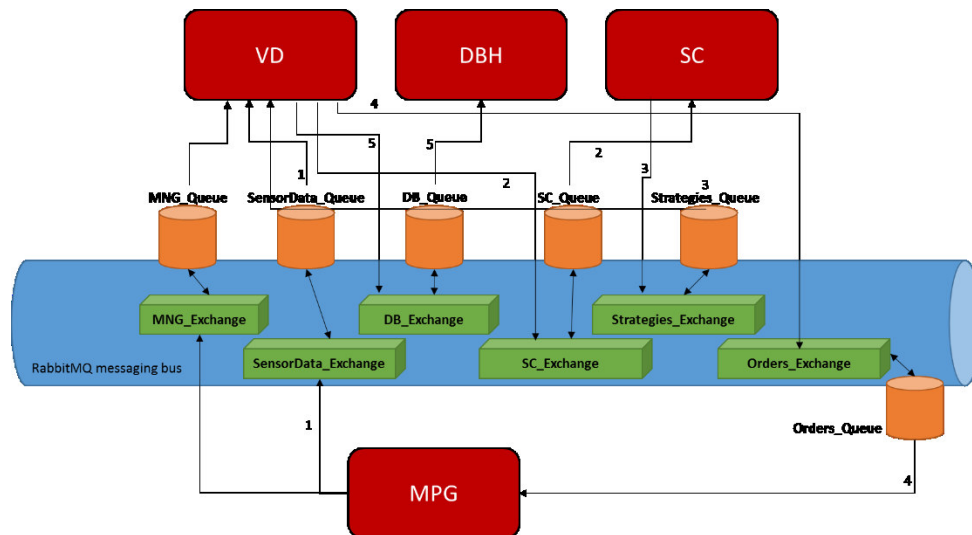 VD
DBH
SC
4
5
5
2
1
2
3
3
MNG_Queue
SensorData_Queue
DB_Queue
SC_Queue
Strategies_Queue
MNG_Exchange
DB_Exchange
Strategies_Exchange
SensorData_Exchange
SC_Exchange
Orders_Exchange
RabbitMQ messaging bus
Orders_Queue
1
4
MPG